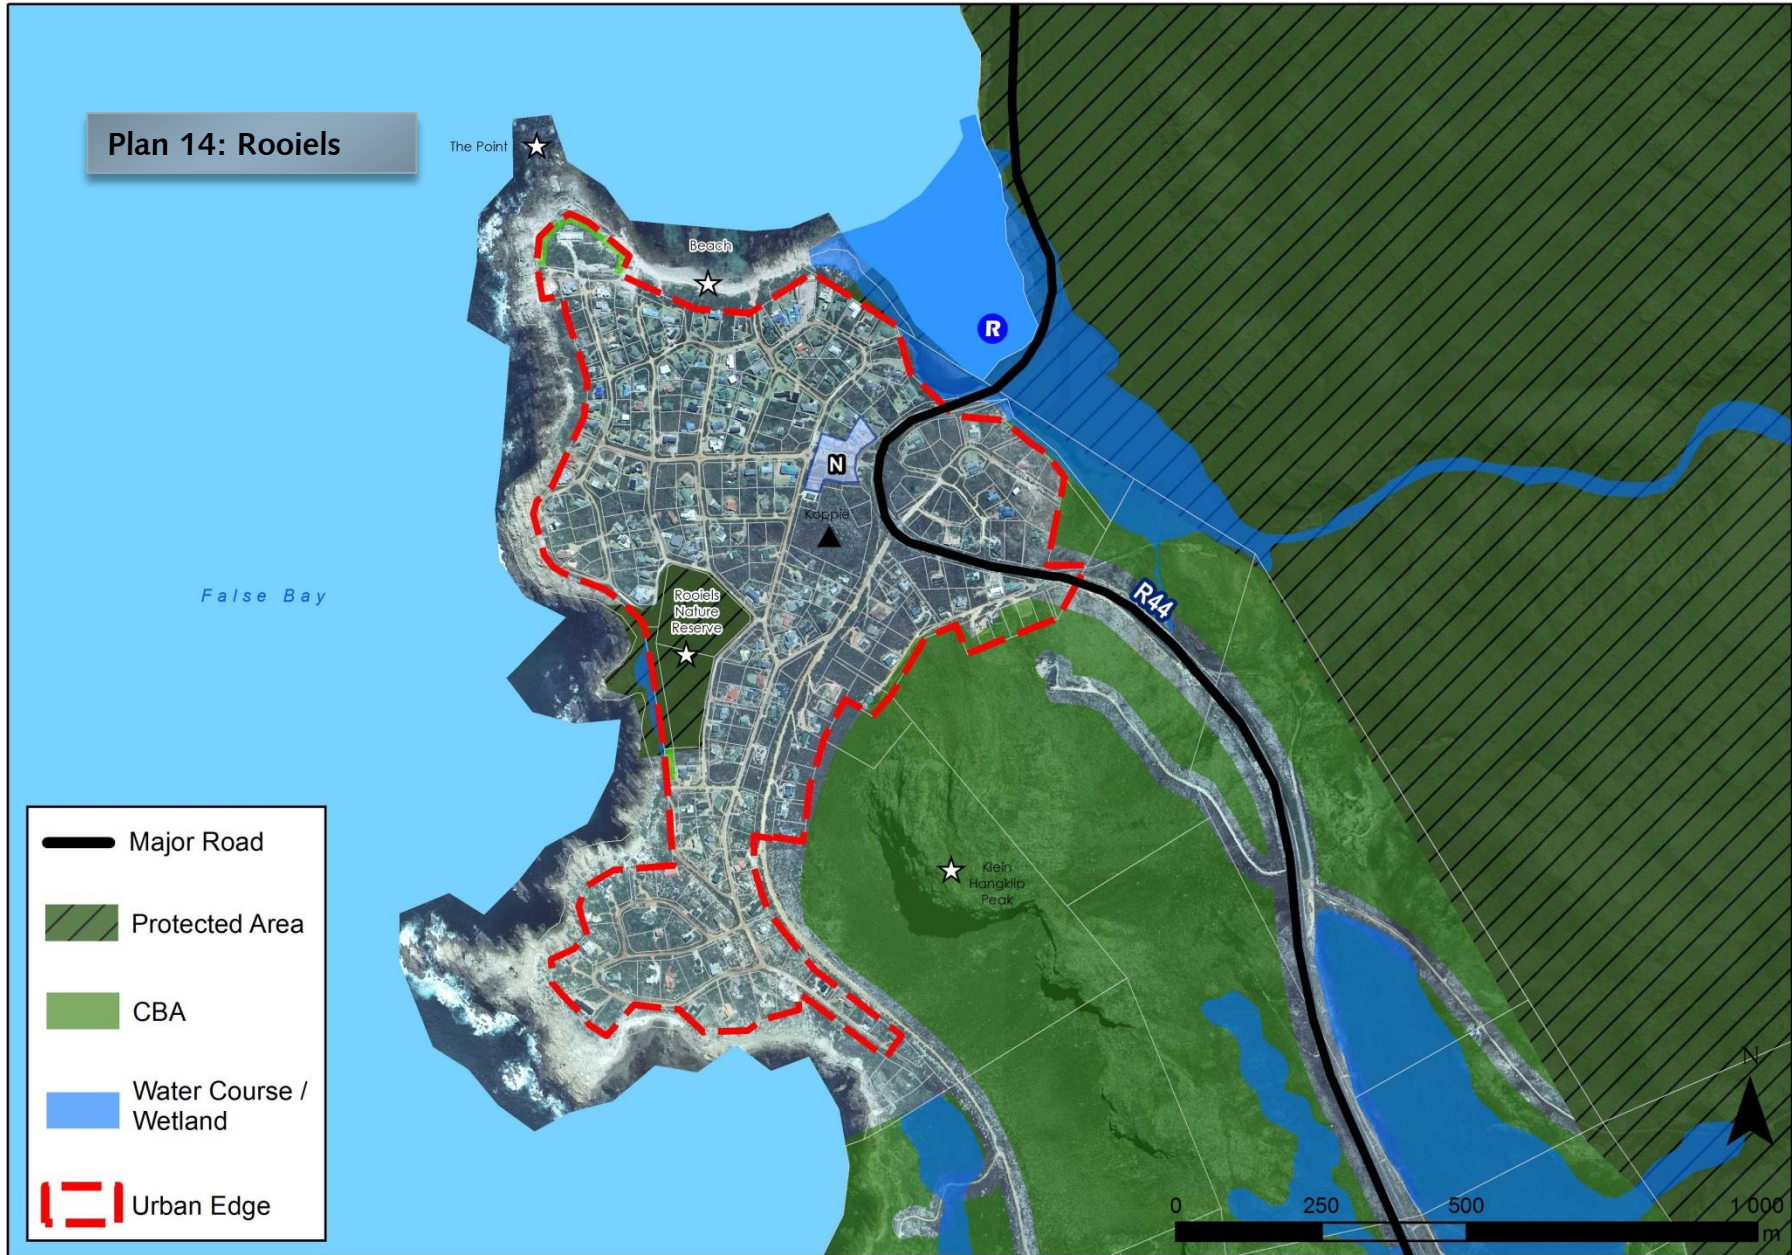 Plan 14: Rooiels
The Point
Beach
R
N
Koppie
False Bay
Rooiels
Nature
Reserve
R44
Klein
Hangklip
Peak
Major Road
Protected Area
CBA
Water Course /
Wetland
Urban Edge
N
0 250 500 1 000
m